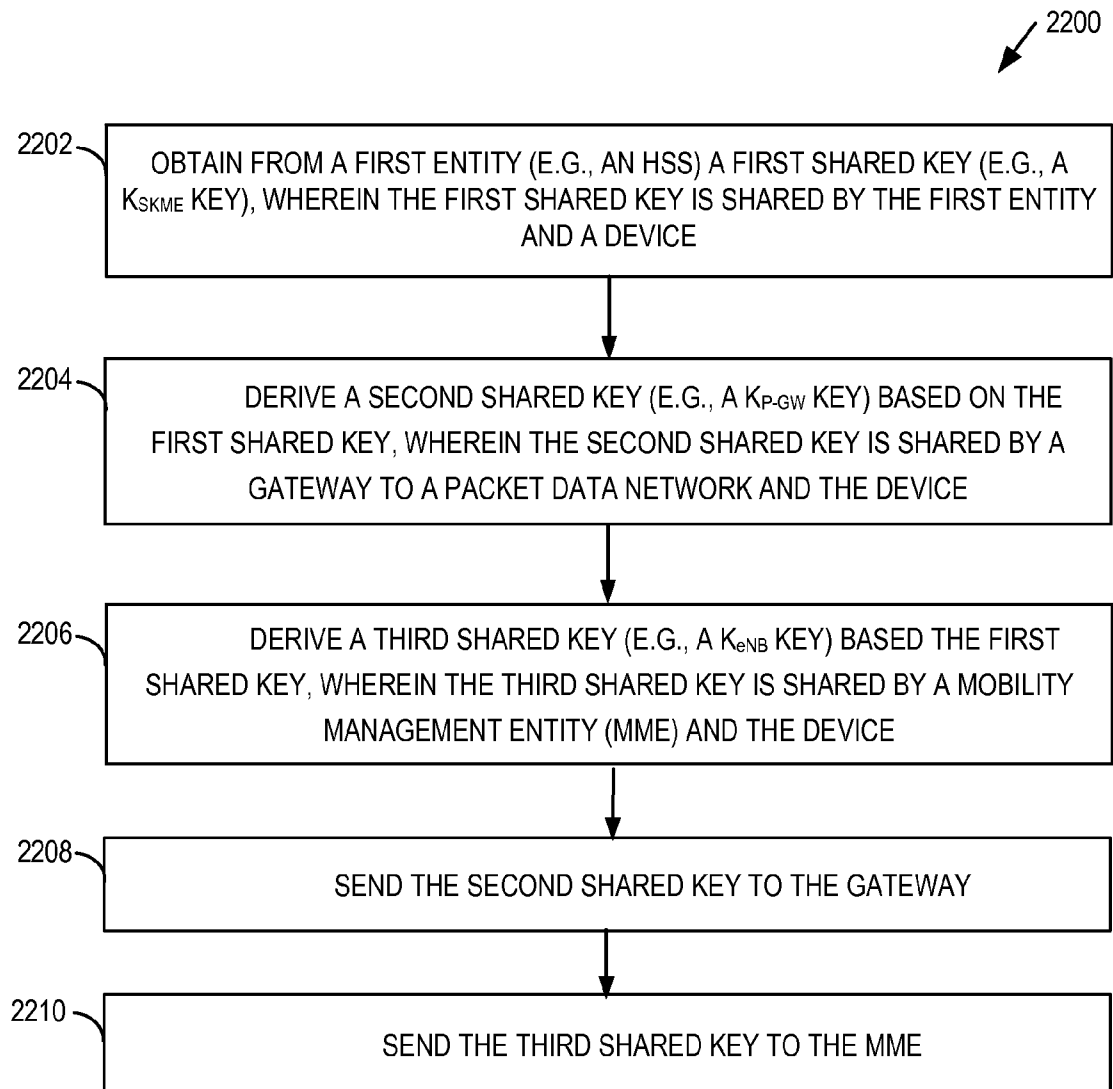 2200
2202
OBTAIN FROM A FIRST ENTITY (E.G., AN HSS) A FIRST SHARED KEY (E.G., A
KSKME KEY), WHEREIN THE FIRST SHARED KEY IS SHARED BY THE FIRST ENTITY
AND A DEVICE
2204
DERIVE A SECOND SHARED KEY (E.G., A KP-GW KEY) BASED ON THE
FIRST SHARED KEY, WHEREIN THE SECOND SHARED KEY IS SHARED BY A
GATEWAY TO A PACKET DATA NETWORK AND THE DEVICE
2206
DERIVE A THIRD SHARED KEY (E.G., A KeNB KEY) BASED THE FIRST
SHARED KEY, WHEREIN THE THIRD SHARED KEY IS SHARED BY A MOBILITY
MANAGEMENT ENTITY (MME) AND THE DEVICE
2208
SEND THE SECOND SHARED KEY TO THE GATEWAY
2210
SEND THE THIRD SHARED KEY TO THE MME